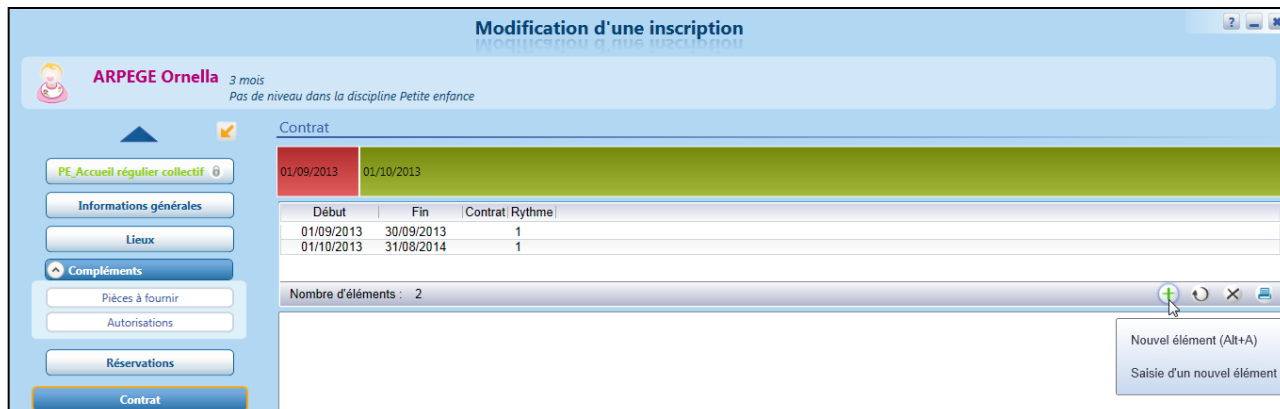 Modification d'une inscription
?
ARPEGE Ornella 3 mois
Pas de niveau dans la discipline Petite enfance
Contrat
PE_Accueil régulier collectif
Informations générales
Lieux
Compléments
Pièces à fournir
Autorisations
Réservations
Contrat
01/09/2013 01/10/2013
Début Fin Contrat Rythme
01/09/2013 30/09/2013 1
01/10/2013 31/08/2014 1
Nombre d'éléments : 2
Nouvel élément (Alt+A)
Saisie d'un nouvel élément